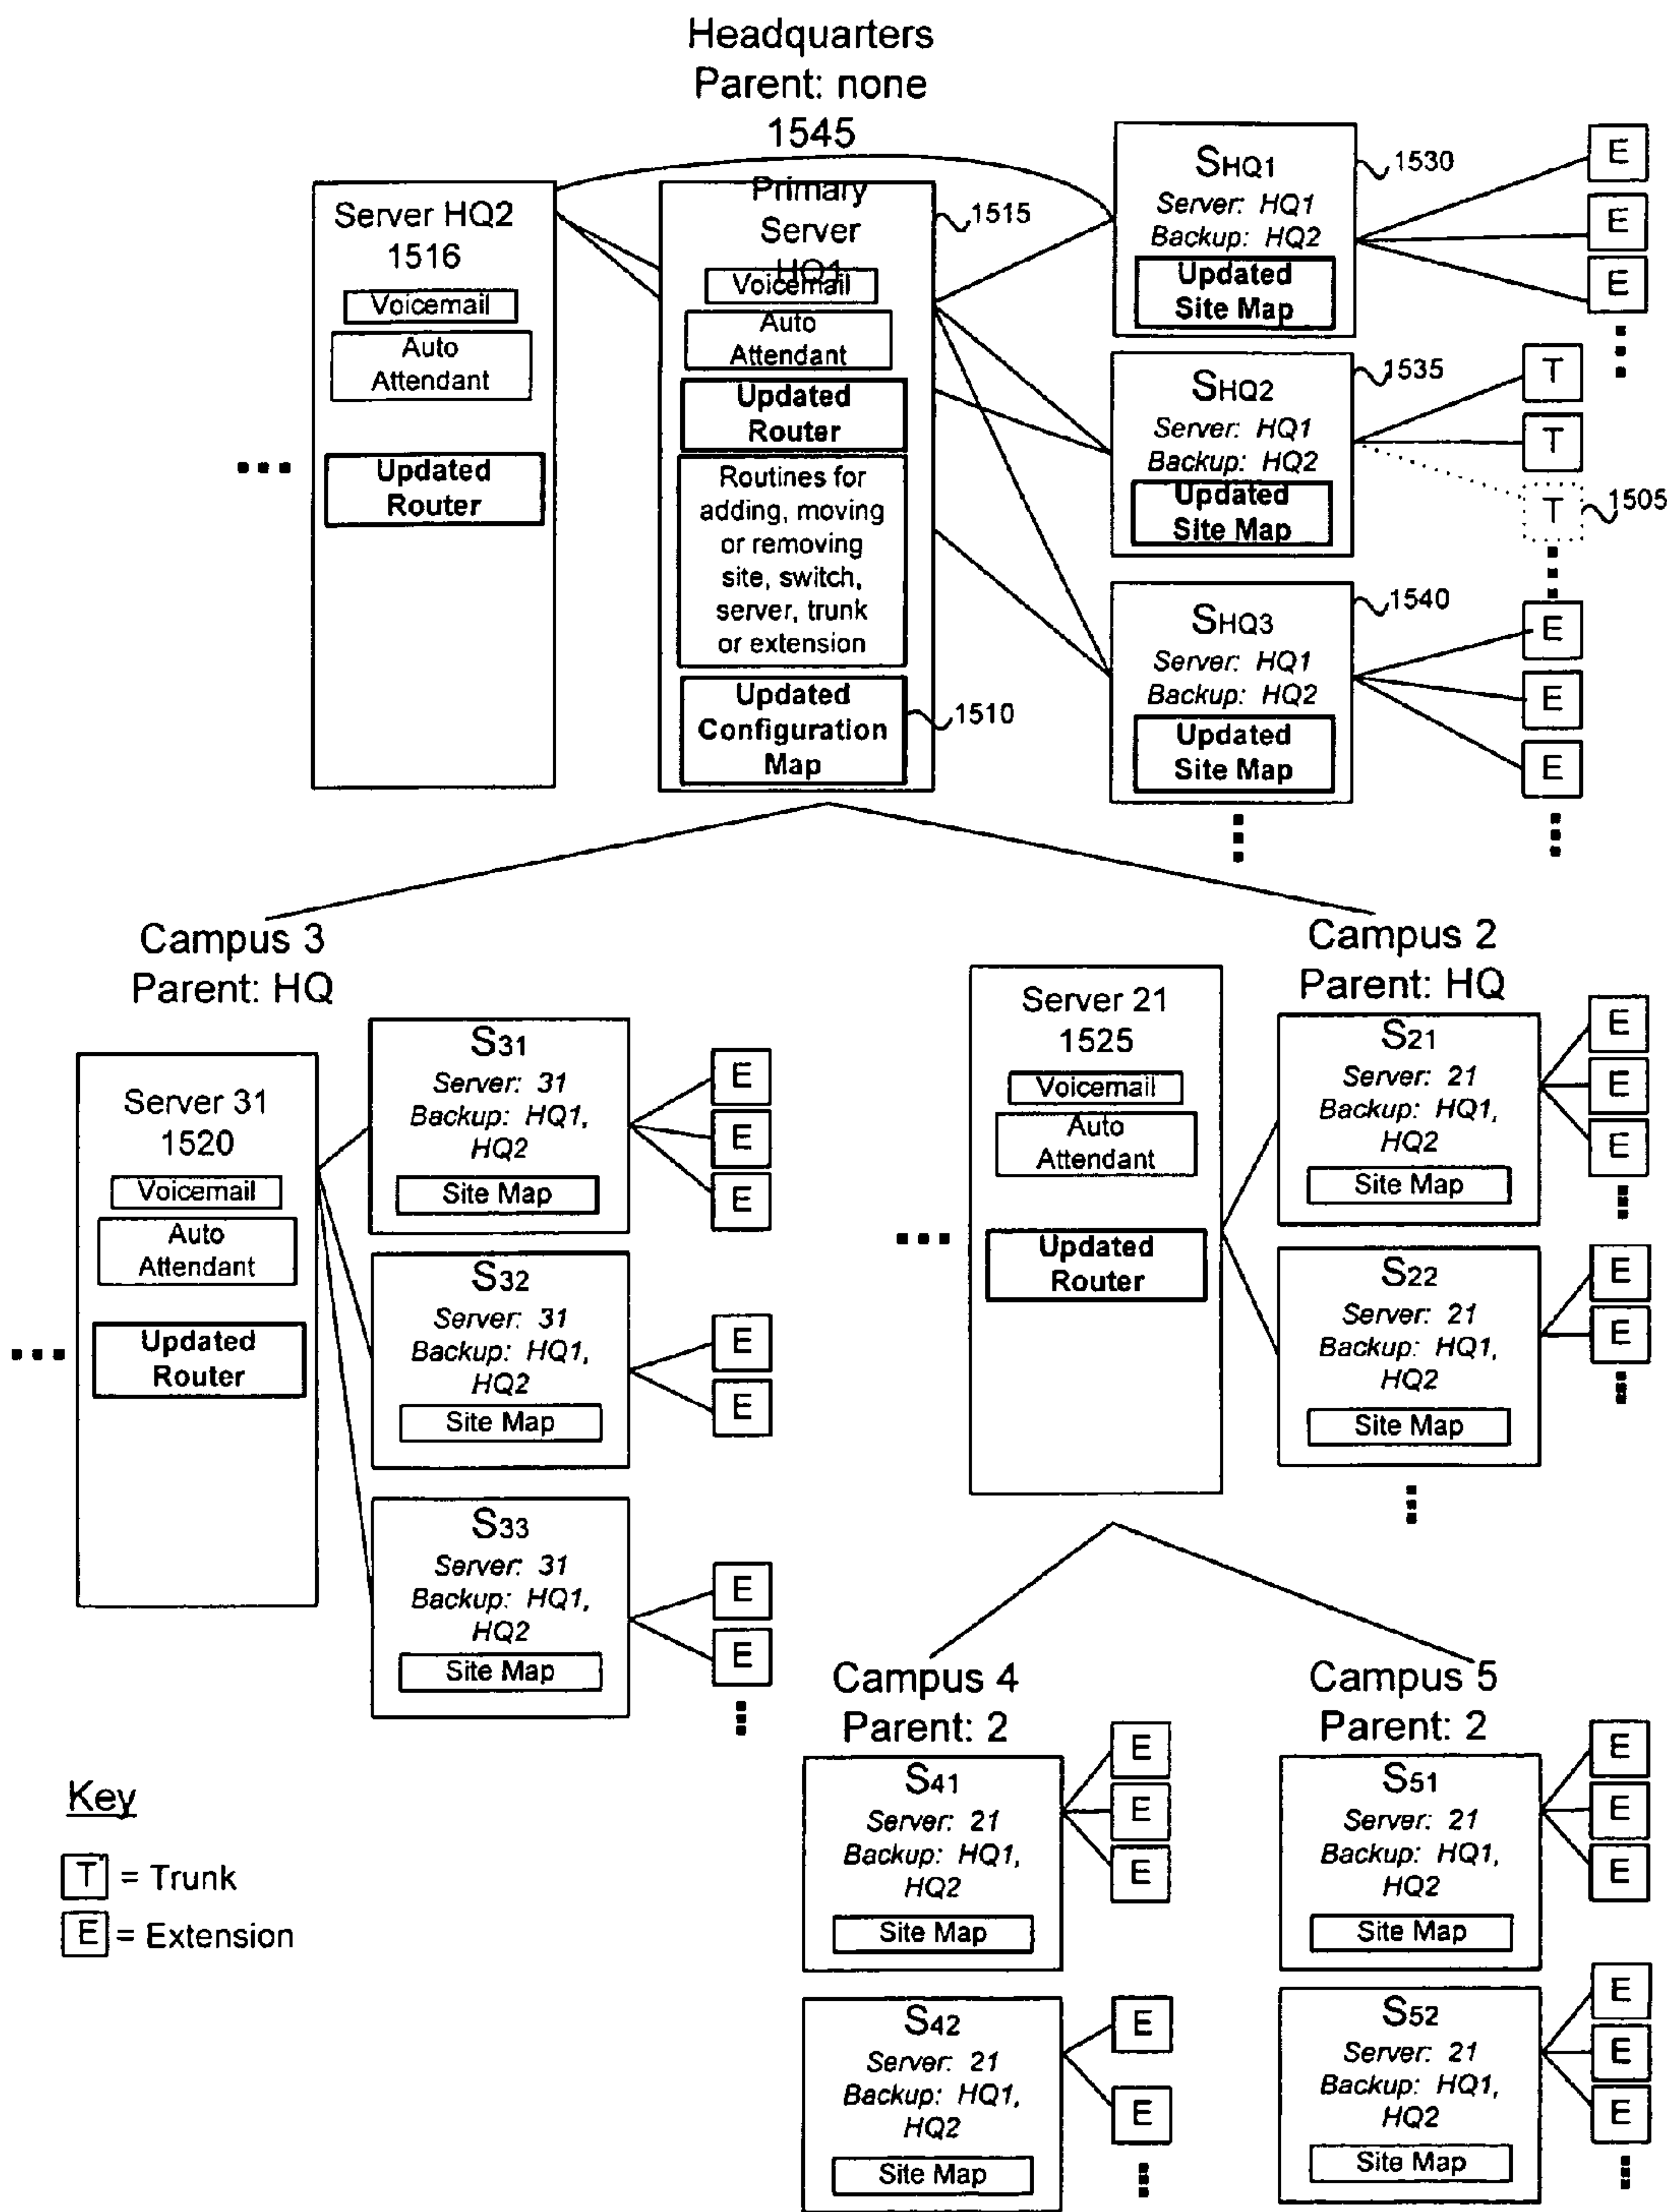 Headquarters
Parent: none
1545
Server HQ2
1516
Voicemail
Auto
Attendant
Updated
Router
Primary
Server
HQ1
1515
Voicemail
Auto
Attendant
Updated
Router
Routines for
adding, moving
or removing
site, switch,
server, trunk
or extension
Updated
Configuration
Map
1510
SHQ1
1530
Server: HQ1
Backup: HQ2
Updated
Site Map
E
E
E
SHQ2
1535
Server: HQ1
Backup: HQ2
Updated
Site Map
T
T
T
1505
SHQ3
1540
Server: HQ1
Backup: HQ2
Updated
Site Map
E
E
E
Campus 3
Parent: HQ
Server 31
1520
Voicemail
Auto
Attendant
Updated
Router
S31
Server: 31
Backup: HQ1,
HQ2
Site Map
E
E
E
S32
Server: 31
Backup: HQ1,
HQ2
Site Map
E
E
S33
Server: 31
Backup: HQ1,
HQ2
Site Map
E
E
Campus 2
Parent: HQ
Server 21
1525
Voicemail
Auto
Attendant
Updated
Router
S21
Server: 21
Backup: HQ1,
HQ2
Site Map
E
E
E
S22
Server: 21
Backup: HQ1,
HQ2
Site Map
E
E
Campus 4
Parent: 2
S41
Server: 21
Backup: HQ1,
HQ2
Site Map
E
E
E
S42
Server: 21
Backup: HQ1,
HQ2
Site Map
E
E
Campus 5
Parent: 2
S51
Server: 21
Backup: HQ1,
HQ2
Site Map
E
E
E
S52
Server: 21
Backup: HQ1,
HQ2
Site Map
E
E
E
Key
T = Trunk
E = Extension